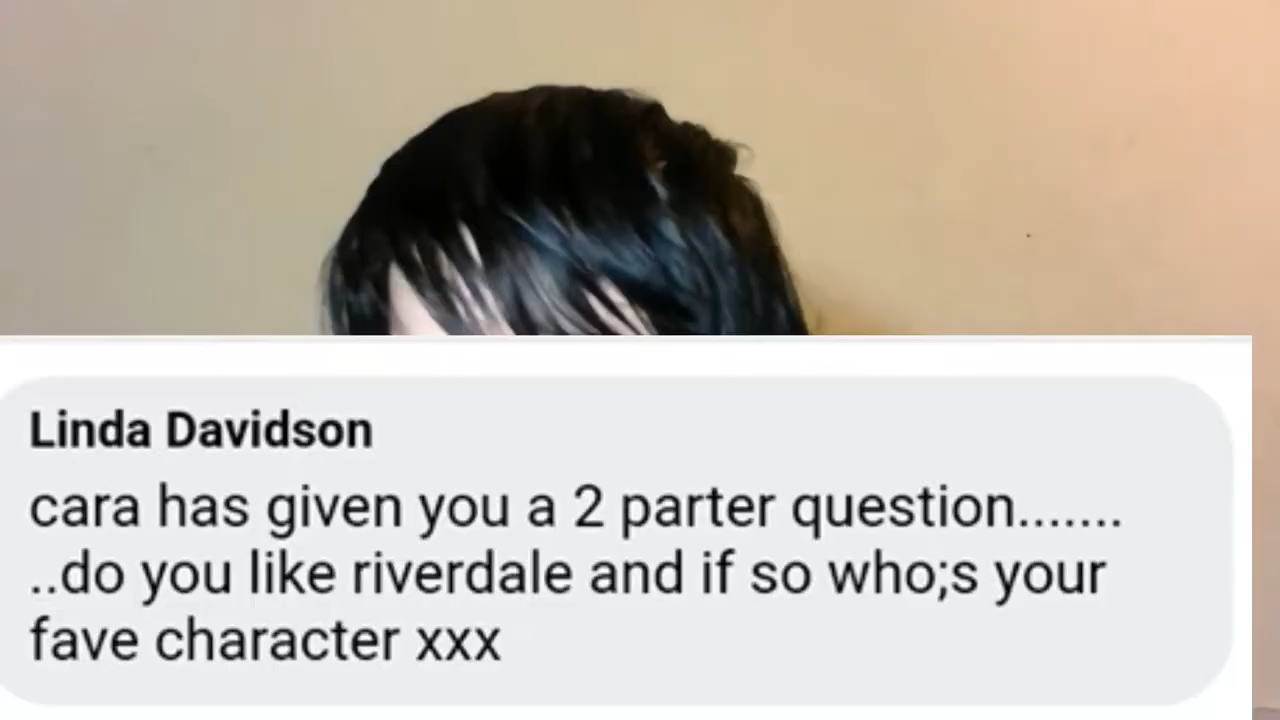 Linda Davidson
cara has given you a 2 parter question.......
..do you like riverdale and if so who;s your
fave character xxx